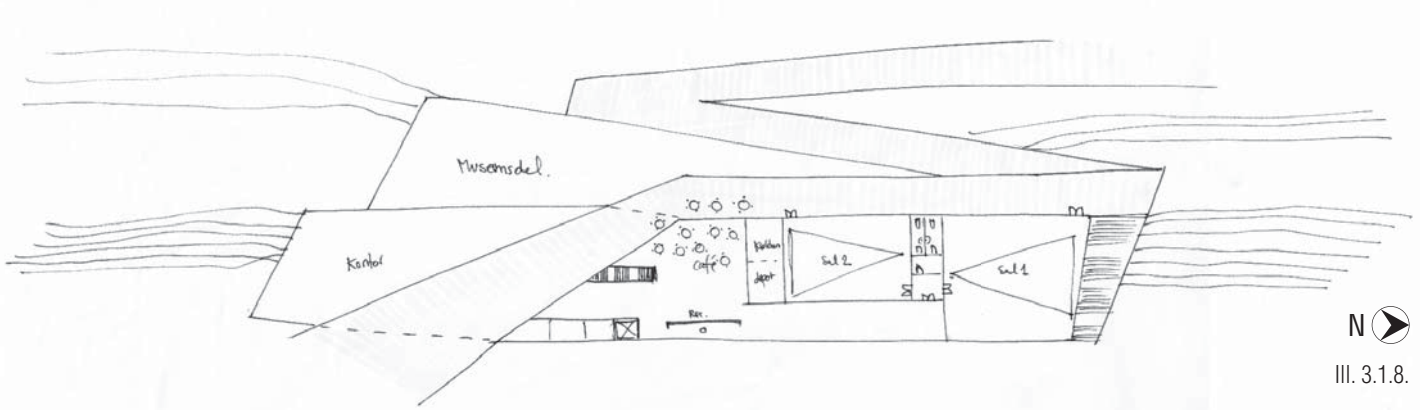 Museumsdel.
Kontor
café
Køkken
depot
Sal 2
Sal 1
Rec.
N
Ill. 3.1.8.